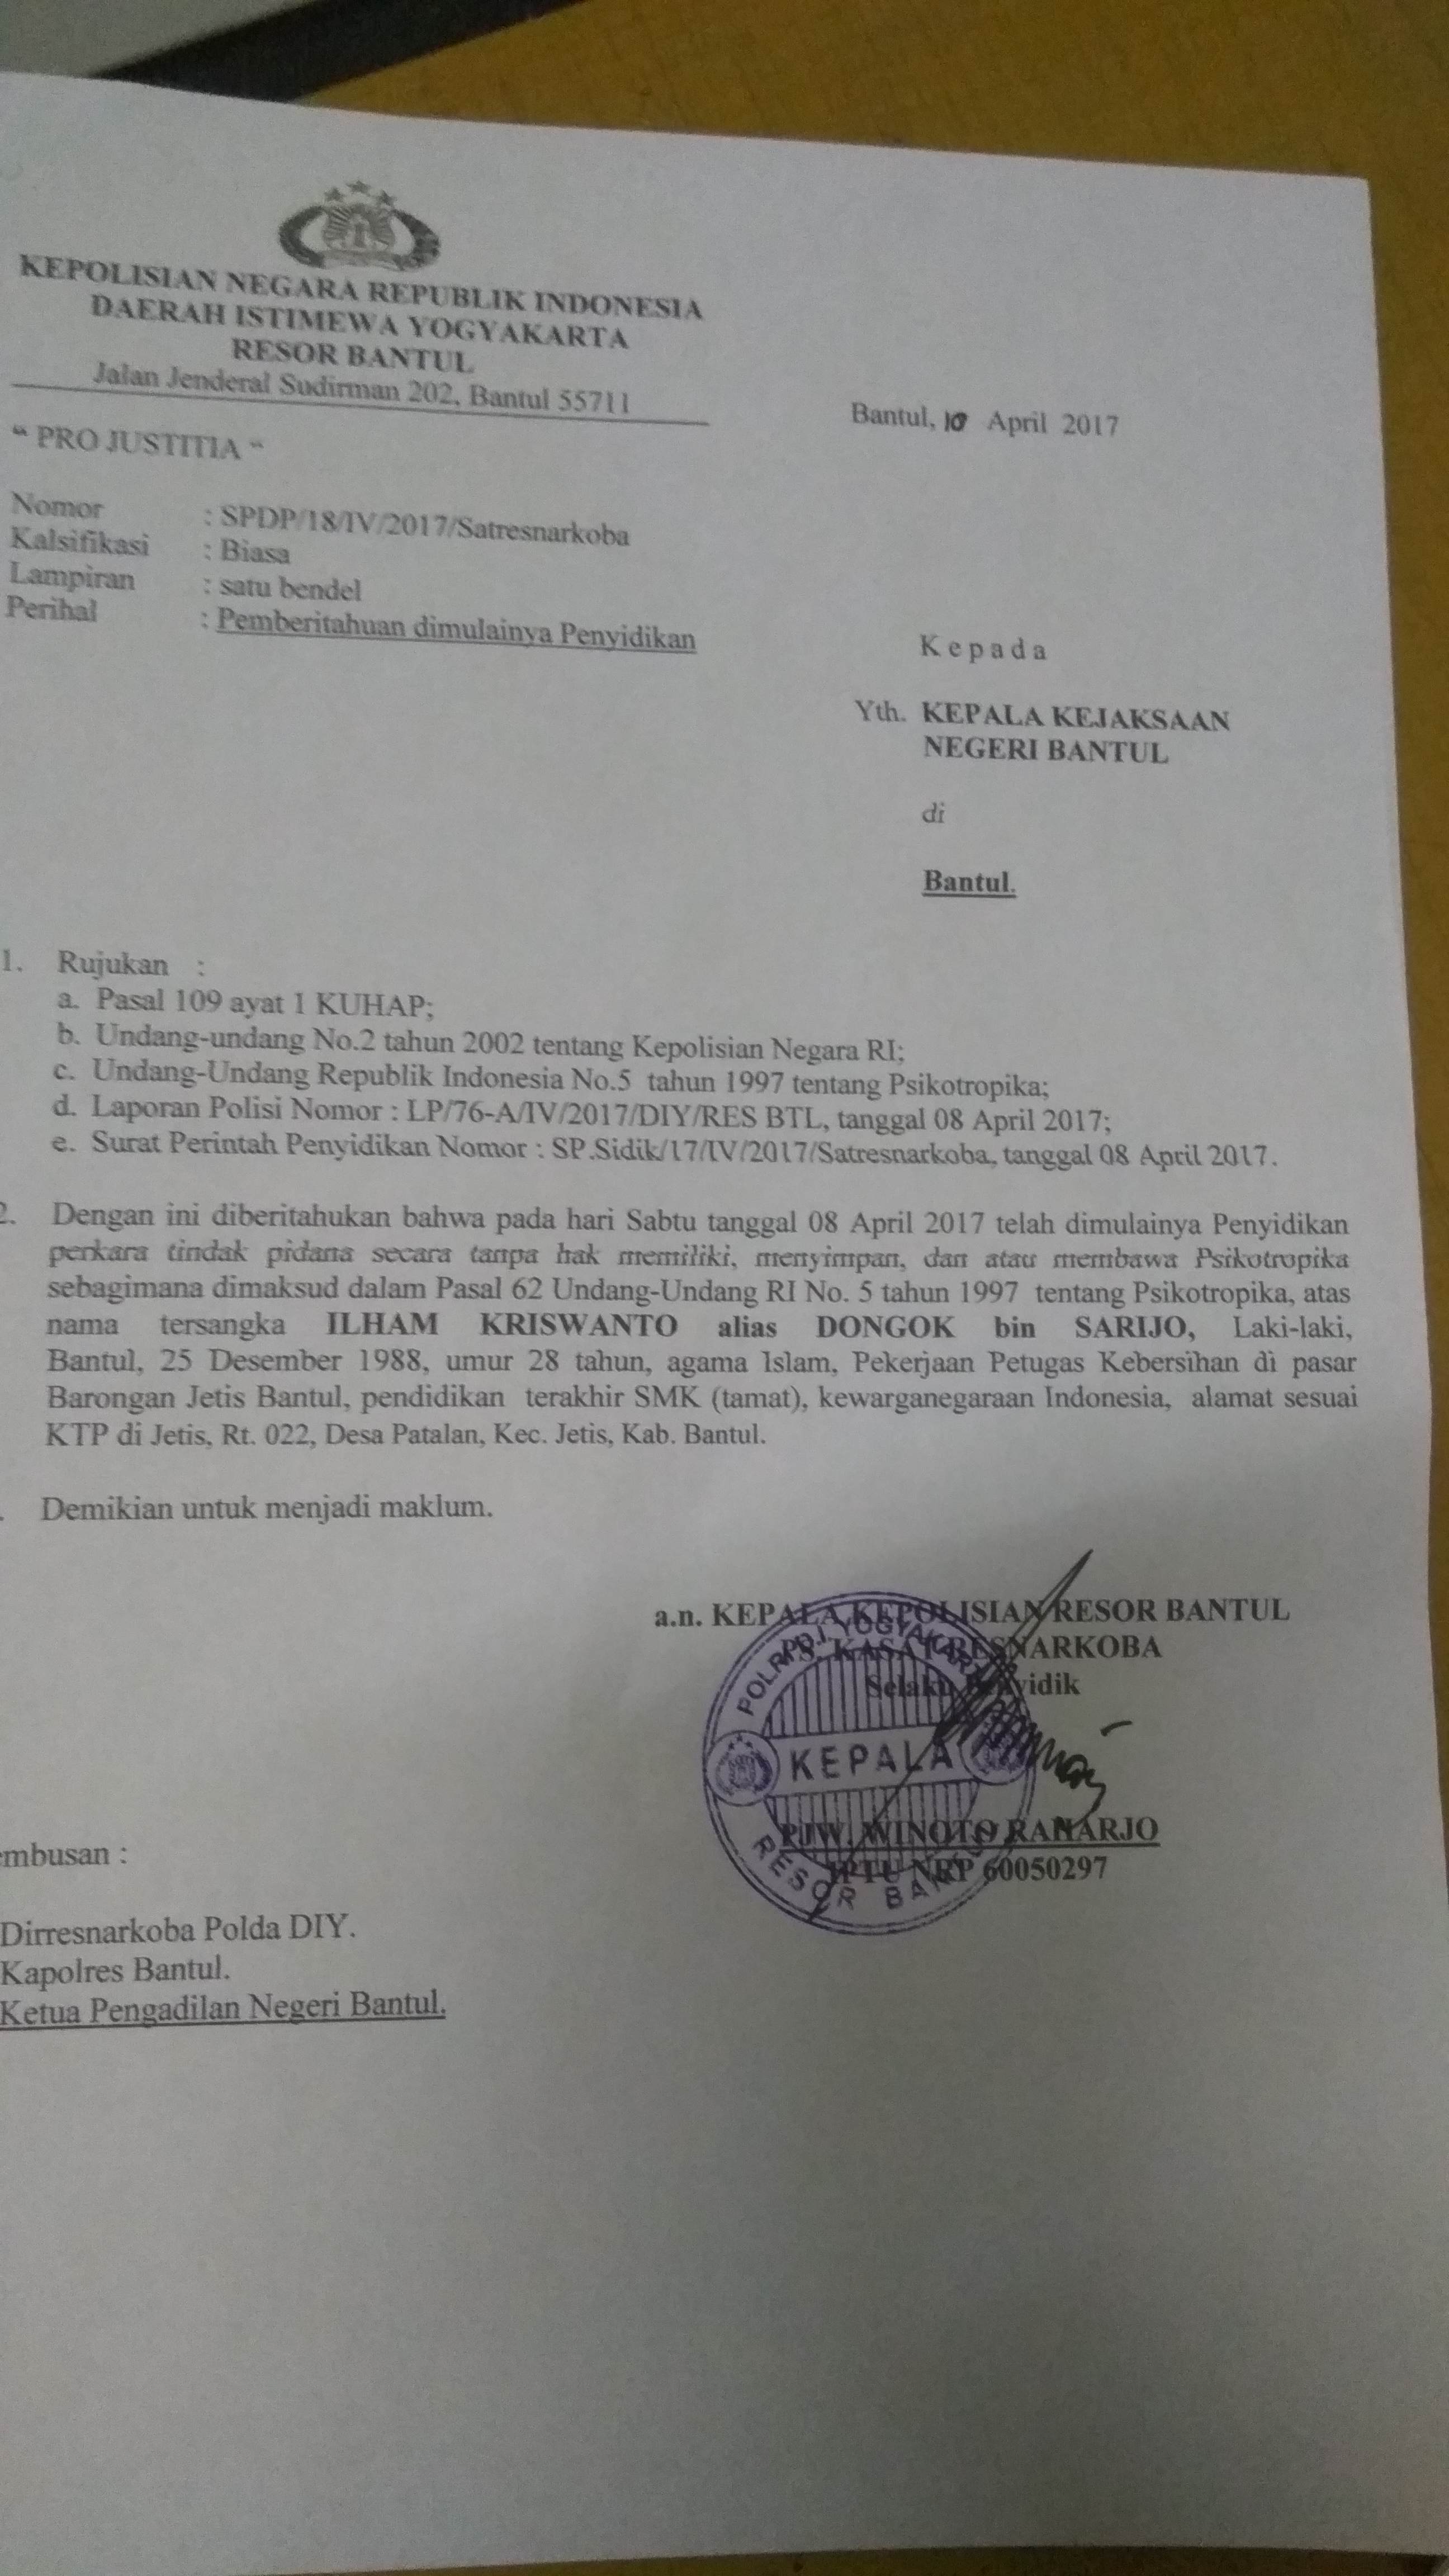 KEPOLISIAN NEGARA REPUBLIK INDONESIA
DAERAH ISTIMEWA YOGYAKARTA
RESOR BANTUL
Jalan Jenderal Sudirman 202, Bantul 55711
Bantul, 10 April 2017
“ PRO JUSTITIA “
Nomor : SPDP/18/IV/2017/Satresnarkoba
Kalsifikasi : Biasa
Lampiran : satu bendel
Perihal : Pemberitahuan dimulainya Penyidikan
Kepada
Yth. KEPALA KEJAKSAAN
NEGERI BANTUL
di
Bantul.
1. Rujukan :
a. Pasal 109 ayat 1 KUHAP;
b. Undang-undang No.2 tahun 2002 tentang Kepolisian Negara RI;
c. Undang-Undang Republik Indonesia No.5 tahun 1997 tentang Psikotropika;
d. Laporan Polisi Nomor : LP/76-A/IV/2017/DIY/RES BTL, tanggal 08 April 2017;
e. Surat Perintah Penyidikan Nomor : SP.Sidik/17/IV/2017/Satresnarkoba, tanggal 08 April 2017.
2. Dengan ini diberitahukan bahwa pada hari Sabtu tanggal 08 April 2017 telah dimulainya Penyidikan
perkara tindak pidana secara tanpa hak memiliki, menyimpan, dan atau membawa Psikotropika
sebagimana dimaksud dalam Pasal 62 Undang-Undang RI No. 5 tahun 1997 tentang Psikotropika, atas
nama tersangka ILHAM KRISWANTO alias DONGOK bin SARIJO, Laki-laki,
Bantul, 25 Desember 1988, umur 28 tahun, agama Islam, Pekerjaan Petugas Kebersihan di pasar
Barongan Jetis Bantul, pendidikan terakhir SMK (tamat), kewarganegaraan Indonesia, alamat sesuai
KTP di Jetis, Rt. 022, Desa Patalan, Kec. Jetis, Kab. Bantul.
. Demikian untuk menjadi maklum.
a.n. KEPALA KEPOLISIAN RESOR BANTUL
PS. KASAT RESNARKOBA
Selaku Penyidik
POLRI D.I. YOGYAKARTA
KEPALA
RESOR BANTUL
PJW. WINOTO RAHARJO
IPTU NRP 60050297
embusan :
Dirresnarkoba Polda DIY.
Kapolres Bantul.
Ketua Pengadilan Negeri Bantul.